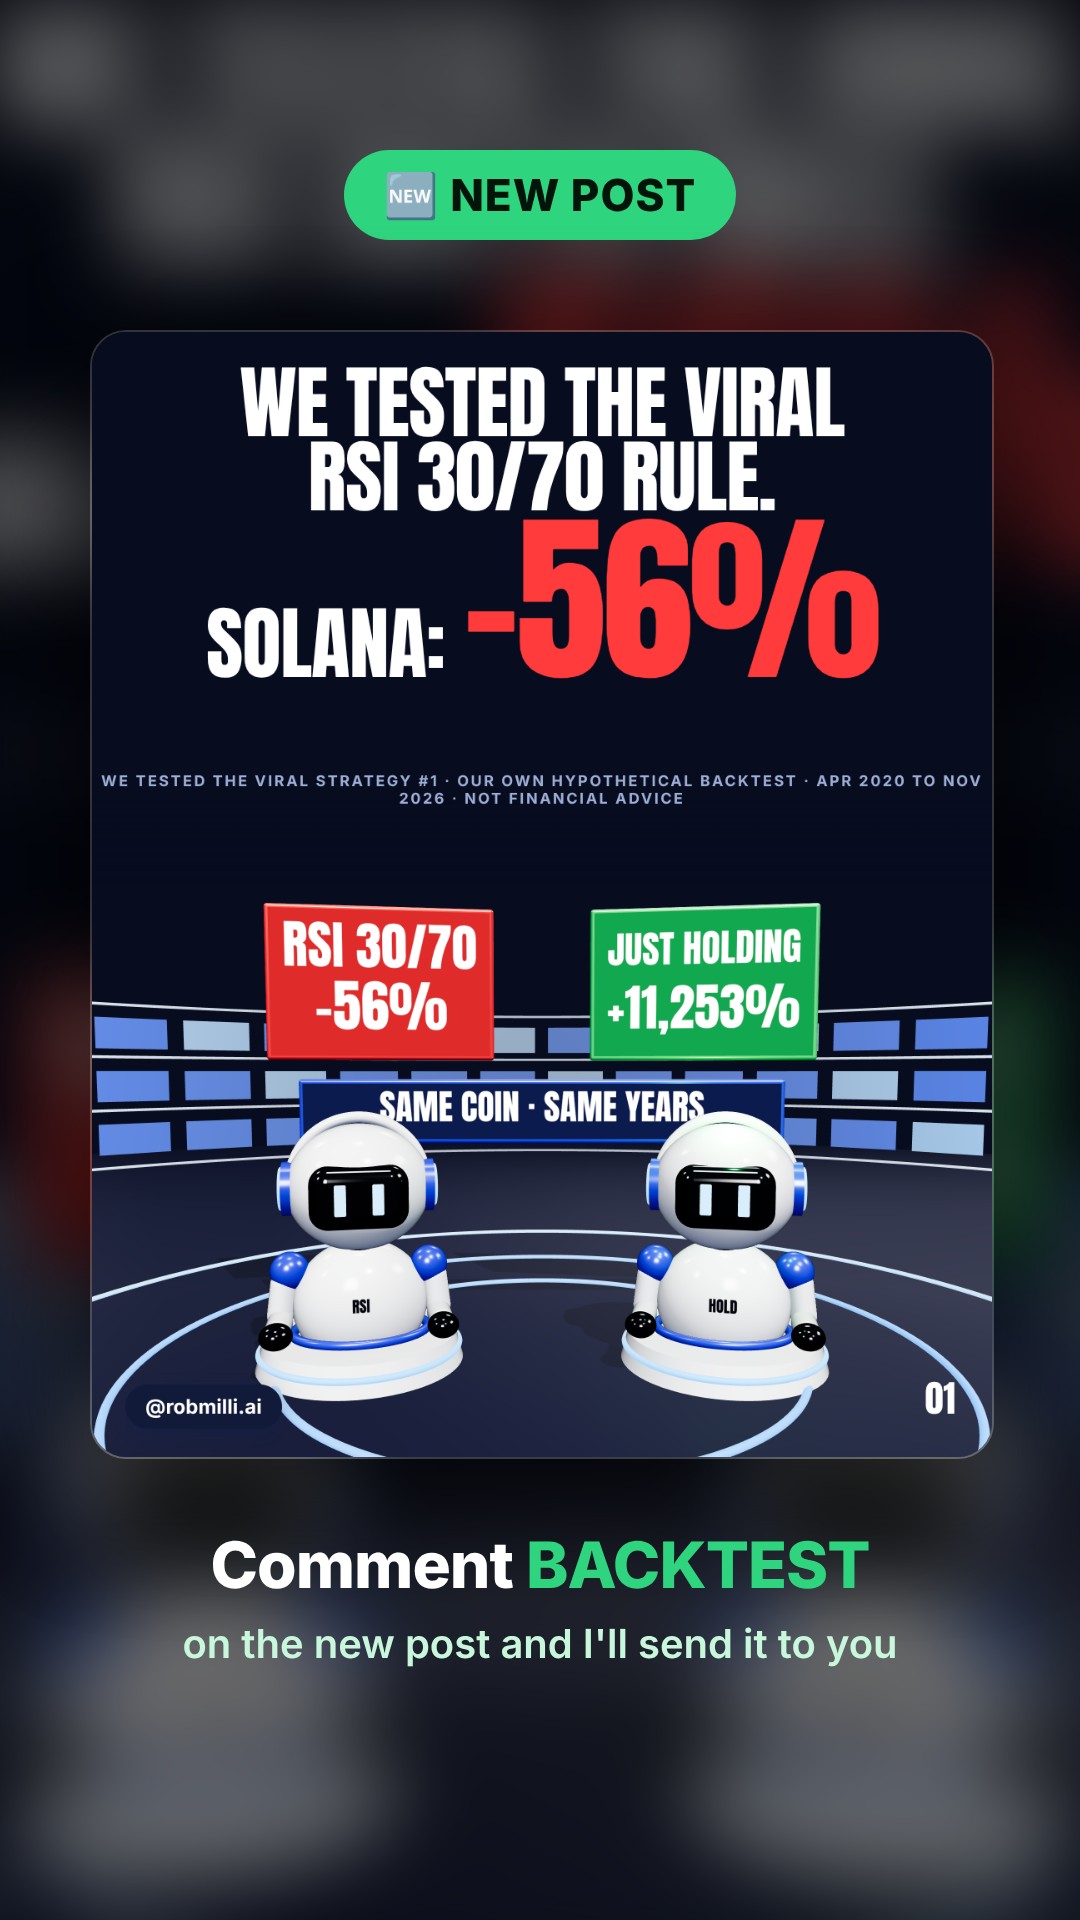 🆕 NEW POST
WE TESTED THE VIRAL
RSI 30/70 RULE.
SOLANA: -56%
WE TESTED THE VIRAL STRATEGY #1 · OUR OWN HYPOTHETICAL BACKTEST · APR 2020 TO NOV
2026 · NOT FINANCIAL ADVICE
RSI 30/70
-56%
JUST HOLDING
+11,253%
SAME COIN · SAME YEARS
RSI
HOLD
@robmilli.ai
01
Comment BACKTEST
on the new post and I'll send it to you